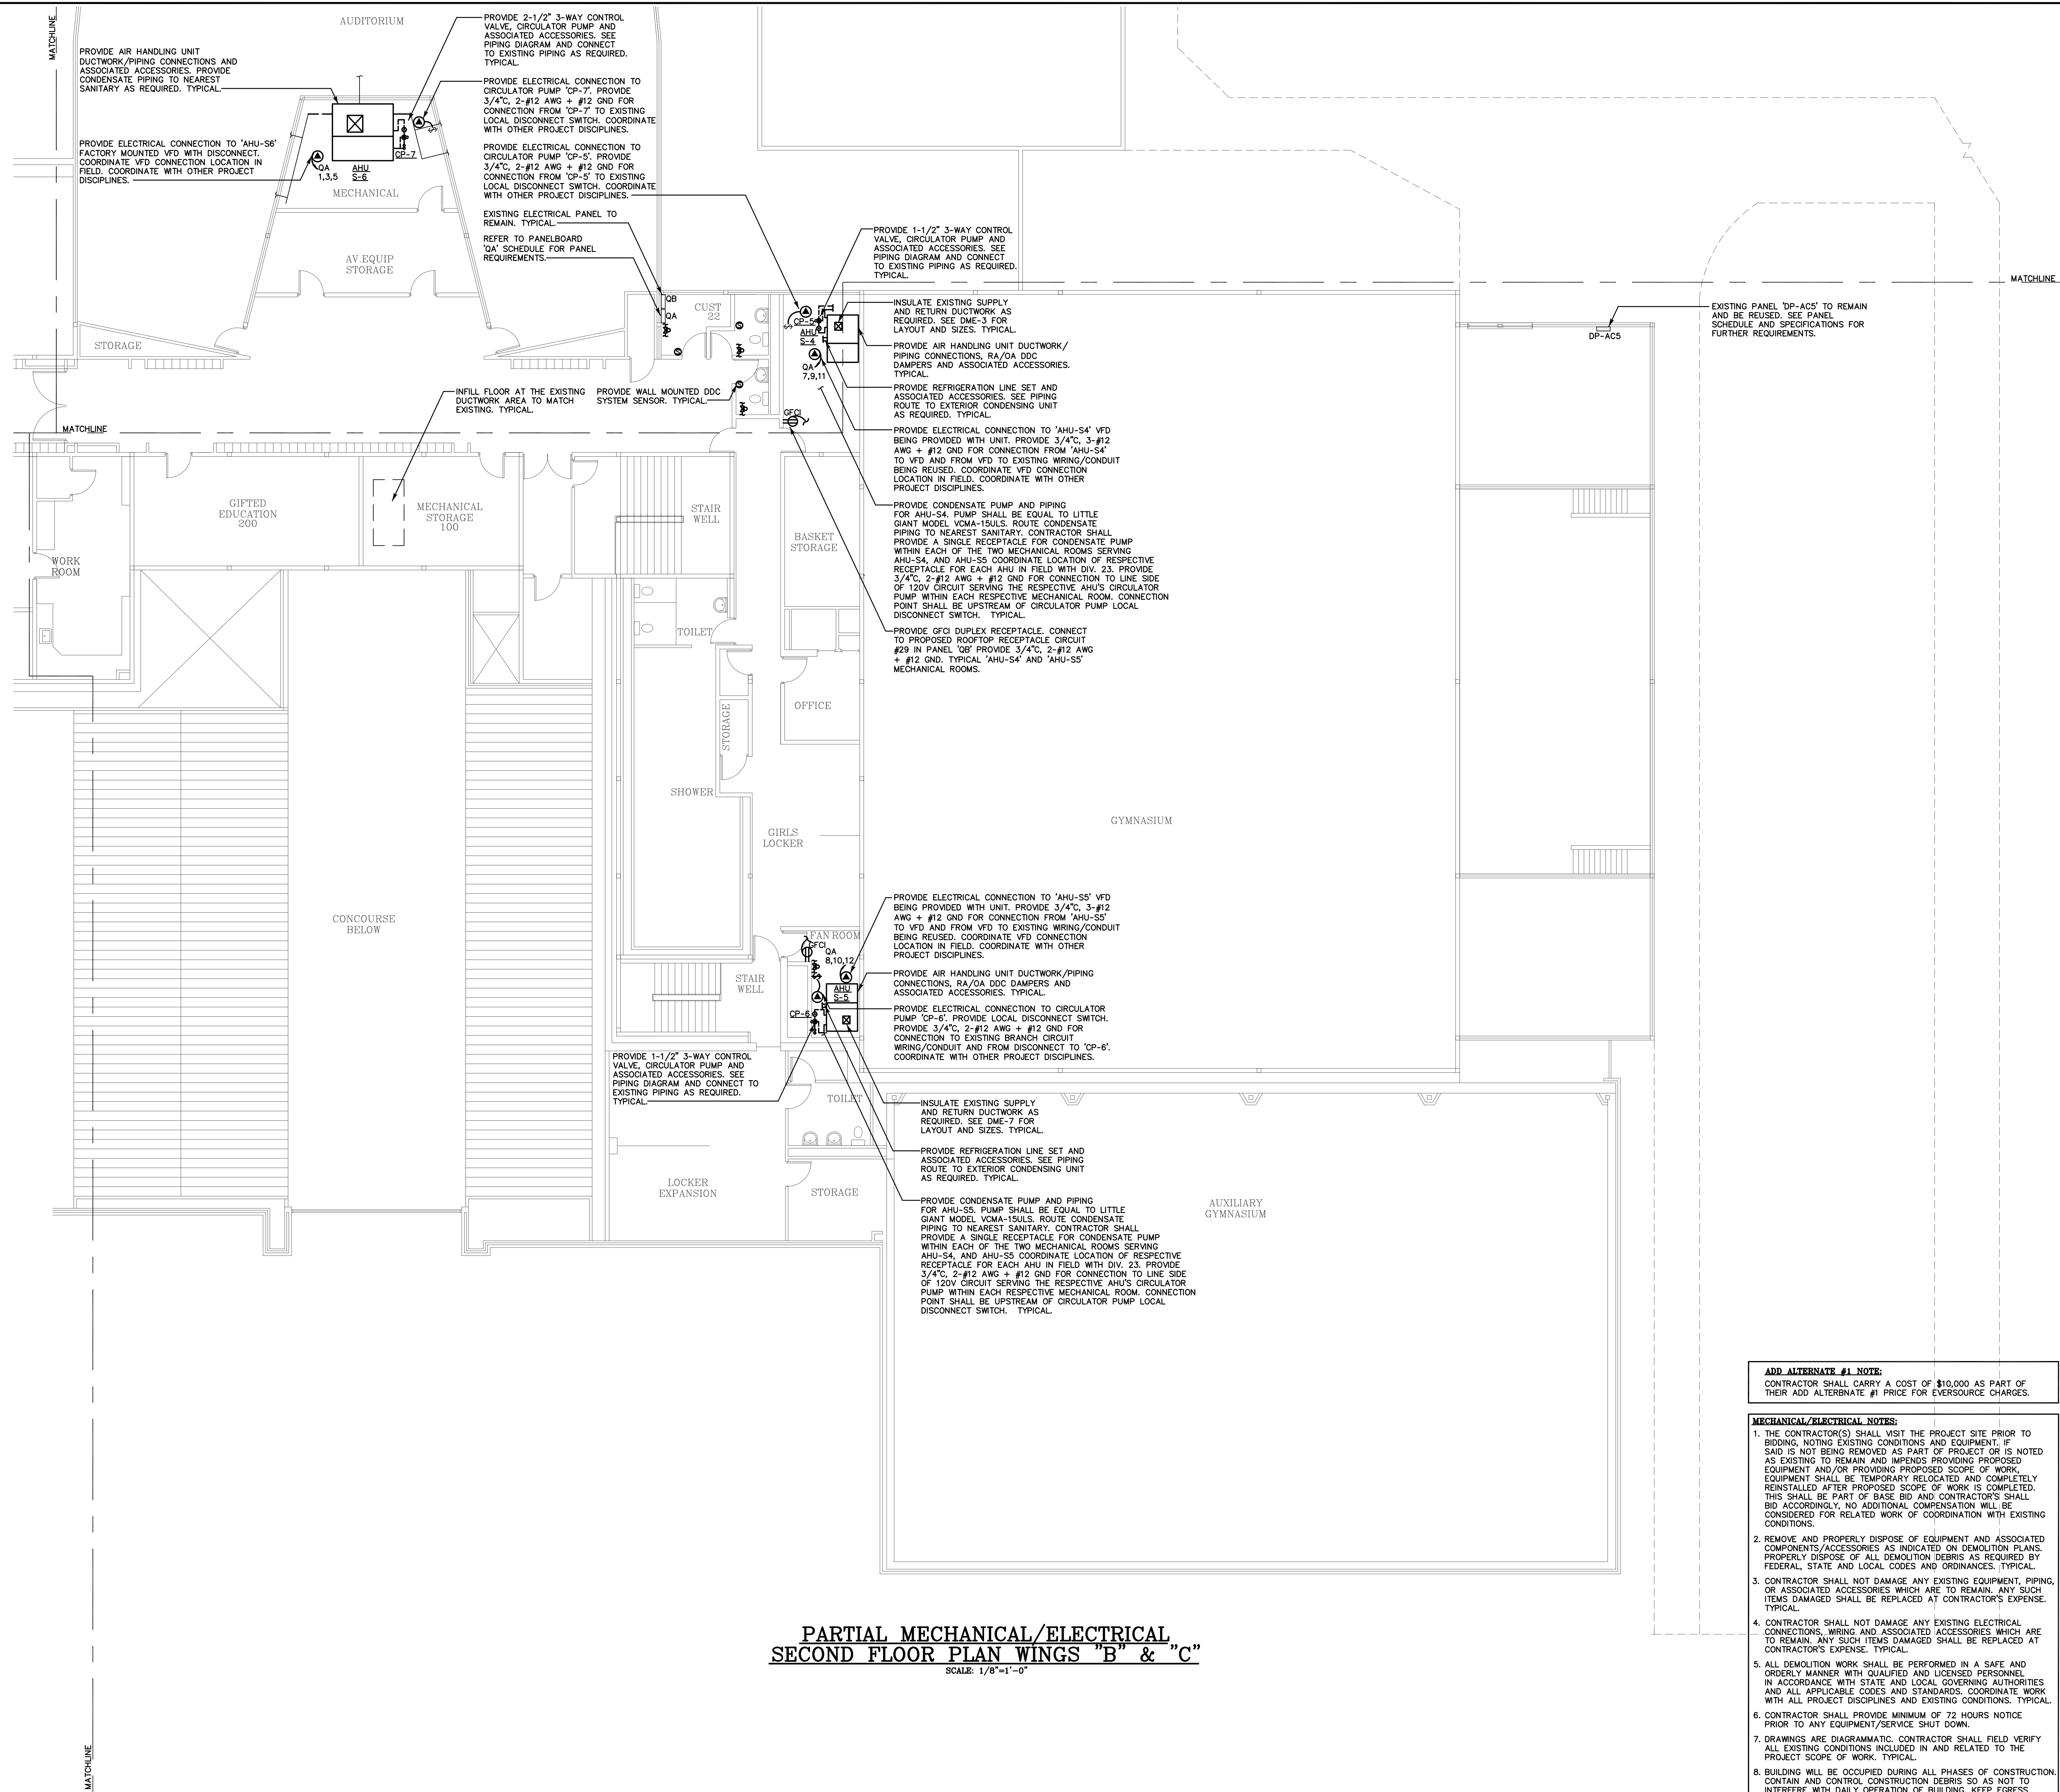 MATCHLINE
AUDITORIUM
PROVIDE AIR HANDLING UNIT
DUCTWORK/PIPING CONNECTIONS AND
ASSOCIATED ACCESSORIES. PROVIDE
CONDENSATE PIPING TO NEAREST
SANITARY AS REQUIRED. TYPICAL.
PROVIDE ELECTRICAL CONNECTION TO 'AHU-S6'
FACTORY MOUNTED VFD WITH DISCONNECT.
COORDINATE VFD CONNECTION LOCATION IN
FIELD. COORDINATE WITH OTHER PROJECT
DISCIPLINES.
QA
1,3,5
AHU
S-6
CP-7
MECHANICAL
AV.EQUIP
STORAGE
STORAGE
PROVIDE 2-1/2" 3-WAY CONTROL
VALVE, CIRCULATOR PUMP AND
ASSOCIATED ACCESSORIES. SEE
PIPING DIAGRAM AND CONNECT
TO EXISTING PIPING AS REQUIRED.
TYPICAL.
PROVIDE ELECTRICAL CONNECTION TO
CIRCULATOR PUMP 'CP-7'. PROVIDE
3/4"C, 2-#12 AWG + #12 GND FOR
CONNECTION FROM 'CP-7' TO EXISTING
LOCAL DISCONNECT SWITCH. COORDINATE
WITH OTHER PROJECT DISCIPLINES.
PROVIDE ELECTRICAL CONNECTION TO
CIRCULATOR PUMP 'CP-5'. PROVIDE
3/4"C, 2-#12 AWG + #12 GND FOR
CONNECTION FROM 'CP-5' TO EXISTING
LOCAL DISCONNECT SWITCH. COORDINATE
WITH OTHER PROJECT DISCIPLINES.
EXISTING ELECTRICAL PANEL TO
REMAIN. TYPICAL.
REFER TO PANELBOARD
'QA' SCHEDULE FOR PANEL
REQUIREMENTS.
QB
QA
CUST
22
INFILL FLOOR AT THE EXISTING
DUCTWORK AREA TO MATCH
EXISTING. TYPICAL.
PROVIDE WALL MOUNTED DDC
SYSTEM SENSOR. TYPICAL.
PROVIDE 1-1/2" 3-WAY CONTROL
VALVE, CIRCULATOR PUMP AND
ASSOCIATED ACCESSORIES. SEE
PIPING DIAGRAM AND CONNECT
TO EXISTING PIPING AS REQUIRED.
TYPICAL.
CP-5
AHU
S-4
QA
7,9,11
GFCI
INSULATE EXISTING SUPPLY
AND RETURN DUCTWORK AS
REQUIRED. SEE DME-3 FOR
LAYOUT AND SIZES. TYPICAL.
PROVIDE AIR HANDLING UNIT DUCTWORK/
PIPING CONNECTIONS, RA/OA DDC
DAMPERS AND ASSOCIATED ACCESSORIES.
TYPICAL.
PROVIDE REFRIGERATION LINE SET AND
ASSOCIATED ACCESSORIES. SEE PIPING
ROUTE TO EXTERIOR CONDENSING UNIT
AS REQUIRED. TYPICAL.
PROVIDE ELECTRICAL CONNECTION TO 'AHU-S4' VFD
BEING PROVIDED WITH UNIT. PROVIDE 3/4"C, 3-#12
AWG + #12 GND FOR CONNECTION FROM 'AHU-S4'
TO VFD AND FROM VFD TO EXISTING WIRING/CONDUIT
BEING REUSED. COORDINATE VFD CONNECTION
LOCATION IN FIELD. COORDINATE WITH OTHER
PROJECT DISCIPLINES.
PROVIDE CONDENSATE PUMP AND PIPING
FOR AHU-S4. PUMP SHALL BE EQUAL TO LITTLE
GIANT MODEL VCMA-15ULS. ROUTE CONDENSATE
PIPING TO NEAREST SANITARY. CONTRACTOR SHALL
PROVIDE A SINGLE RECEPTACLE FOR CONDENSATE PUMP
WITHIN EACH OF THE TWO MECHANICAL ROOMS SERVING
AHU-S4, AND AHU-S5 COORDINATE LOCATION OF RESPECTIVE
RECEPTACLE FOR EACH AHU IN FIELD WITH DIV. 23. PROVIDE
3/4"C, 2-#12 AWG + #12 GND FOR CONNECTION TO LINE SIDE
OF 120V CIRCUIT SERVING THE RESPECTIVE AHU'S CIRCULATOR
PUMP WITHIN EACH RESPECTIVE MECHANICAL ROOM. CONNECTION
POINT SHALL BE UPSTREAM OF CIRCULATOR PUMP LOCAL
DISCONNECT SWITCH. TYPICAL.
PROVIDE GFCI DUPLEX RECEPTACLE. CONNECT
TO PROPOSED ROOFTOP RECEPTACLE CIRCUIT
#29 IN PANEL 'QB' PROVIDE 3/4"C, 2-#12 AWG
+ #12 GND. TYPICAL 'AHU-S4' AND 'AHU-S5'
MECHANICAL ROOMS.
MATCHLINE
EXISTING PANEL 'DP-AC5' TO REMAIN
AND BE REUSED. SEE PANEL
SCHEDULE AND SPECIFICATIONS FOR
FURTHER REQUIREMENTS.
DP-AC5
MATCHLINE
GIFTED
EDUCATION
200
MECHANICAL
STORAGE
100
WORK
ROOM
STAIR
WELL
BASKET
STORAGE
TOILET
OFFICE
STORAGE
SHOWER
GIRLS
LOCKER
GYMNASIUM
CONCOURSE
BELOW
FAN ROOM
GFCI
QA
8,10,12
AHU
S-5
CP-6
STAIR
WELL
PROVIDE ELECTRICAL CONNECTION TO 'AHU-S5' VFD
BEING PROVIDED WITH UNIT. PROVIDE 3/4"C, 3-#12
AWG + #12 GND FOR CONNECTION FROM 'AHU-S5'
TO VFD AND FROM VFD TO EXISTING WIRING/CONDUIT
BEING REUSED. COORDINATE VFD CONNECTION
LOCATION IN FIELD. COORDINATE WITH OTHER
PROJECT DISCIPLINES.
PROVIDE AIR HANDLING UNIT DUCTWORK/PIPING
CONNECTIONS, RA/OA DDC DAMPERS AND
ASSOCIATED ACCESSORIES. TYPICAL.
PROVIDE ELECTRICAL CONNECTION TO CIRCULATOR
PUMP 'CP-6'. PROVIDE LOCAL DISCONNECT SWITCH.
PROVIDE 3/4"C, 2-#12 AWG + #12 GND FOR
CONNECTION TO EXISTING BRANCH CIRCUIT
WIRING/CONDUIT AND FROM DISCONNECT TO 'CP-6'.
COORDINATE WITH OTHER PROJECT DISCIPLINES.
PROVIDE 1-1/2" 3-WAY CONTROL
VALVE, CIRCULATOR PUMP AND
ASSOCIATED ACCESSORIES. SEE
PIPING DIAGRAM AND CONNECT TO
EXISTING PIPING AS REQUIRED.
TYPICAL.
TOILET
INSULATE EXISTING SUPPLY
AND RETURN DUCTWORK AS
REQUIRED. SEE DME-7 FOR
LAYOUT AND SIZES. TYPICAL.
PROVIDE REFRIGERATION LINE SET AND
ASSOCIATED ACCESSORIES. SEE PIPING
ROUTE TO EXTERIOR CONDENSING UNIT
AS REQUIRED. TYPICAL.
LOCKER
EXPANSION
STORAGE
AUXILIARY
GYMNASIUM
PROVIDE CONDENSATE PUMP AND PIPING
FOR AHU-S5. PUMP SHALL BE EQUAL TO LITTLE
GIANT MODEL VCMA-15ULS. ROUTE CONDENSATE
PIPING TO NEAREST SANITARY. CONTRACTOR SHALL
PROVIDE A SINGLE RECEPTACLE FOR CONDENSATE PUMP
WITHIN EACH OF THE TWO MECHANICAL ROOMS SERVING
AHU-S4, AND AHU-S5 COORDINATE LOCATION OF RESPECTIVE
RECEPTACLE FOR EACH AHU IN FIELD WITH DIV. 23. PROVIDE
3/4"C, 2-#12 AWG + #12 GND FOR CONNECTION TO LINE SIDE
OF 120V CIRCUIT SERVING THE RESPECTIVE AHU'S CIRCULATOR
PUMP WITHIN EACH RESPECTIVE MECHANICAL ROOM. CONNECTION
POINT SHALL BE UPSTREAM OF CIRCULATOR PUMP LOCAL
DISCONNECT SWITCH. TYPICAL.
PARTIAL MECHANICAL/ELECTRICAL
SECOND FLOOR PLAN WINGS "B" & "C"
SCALE: 1/8"=1'-0"
MATCHLINE
ADD ALTERNATE #1 NOTE:
CONTRACTOR SHALL CARRY A COST OF $10,000 AS PART OF
THEIR ADD ALTERBNATE #1 PRICE FOR EVERSOURCE CHARGES.
MECHANICAL/ELECTRICAL NOTES:
1. THE CONTRACTOR(S) SHALL VISIT THE PROJECT SITE PRIOR TO
BIDDING, NOTING EXISTING CONDITIONS AND EQUIPMENT. IF
SAID IS NOT BEING REMOVED AS PART OF PROJECT OR IS NOTED
AS EXISTING TO REMAIN AND IMPENDS PROVIDING PROPOSED
EQUIPMENT AND/OR PROVIDING PROPOSED SCOPE OF WORK,
EQUIPMENT SHALL BE TEMPORARY RELOCATED AND COMPLETELY
REINSTALLED AFTER PROPOSED SCOPE OF WORK IS COMPLETED.
THIS SHALL BE PART OF BASE BID AND CONTRACTOR'S SHALL
BID ACCORDINGLY, NO ADDITIONAL COMPENSATION WILL BE
CONSIDERED FOR RELATED WORK OF COORDINATION WITH EXISTING
CONDITIONS.
2. REMOVE AND PROPERLY DISPOSE OF EQUIPMENT AND ASSOCIATED
COMPONENTS/ACCESSORIES AS INDICATED ON DEMOLITION PLANS.
PROPERLY DISPOSE OF ALL DEMOLITION DEBRIS AS REQUIRED BY
FEDERAL, STATE AND LOCAL CODES AND ORDINANCES. TYPICAL.
3. CONTRACTOR SHALL NOT DAMAGE ANY EXISTING EQUIPMENT, PIPING,
OR ASSOCIATED ACCESSORIES WHICH ARE TO REMAIN. ANY SUCH
ITEMS DAMAGED SHALL BE REPLACED AT CONTRACTOR'S EXPENSE.
TYPICAL.
4. CONTRACTOR SHALL NOT DAMAGE ANY EXISTING ELECTRICAL
CONNECTIONS, WIRING AND ASSOCIATED ACCESSORIES WHICH ARE
TO REMAIN. ANY SUCH ITEMS DAMAGED SHALL BE REPLACED AT
CONTRACTOR'S EXPENSE. TYPICAL.
5. ALL DEMOLITION WORK SHALL BE PERFORMED IN A SAFE AND
ORDERLY MANNER WITH QUALIFIED AND LICENSED PERSONNEL
IN ACCORDANCE WITH STATE AND LOCAL GOVERNING AUTHORITIES
AND ALL APPLICABLE CODES AND STANDARDS. COORDINATE WORK
WITH ALL PROJECT DISCIPLINES AND EXISTING CONDITIONS. TYPICAL.
6. CONTRACTOR SHALL PROVIDE MINIMUM OF 72 HOURS NOTICE
PRIOR TO ANY EQUIPMENT/SERVICE SHUT DOWN.
7. DRAWINGS ARE DIAGRAMMATIC. CONTRACTOR SHALL FIELD VERIFY
ALL EXISTING CONDITIONS INCLUDED IN AND RELATED TO THE
PROJECT SCOPE OF WORK. TYPICAL.
8. BUILDING WILL BE OCCUPIED DURING ALL PHASES OF CONSTRUCTION.
CONTAIN AND CONTROL CONSTRUCTION DEBRIS SO AS NOT TO
INTERFERE WITH DAILY OPERATION OF BUILDING. KEEP EGRESS